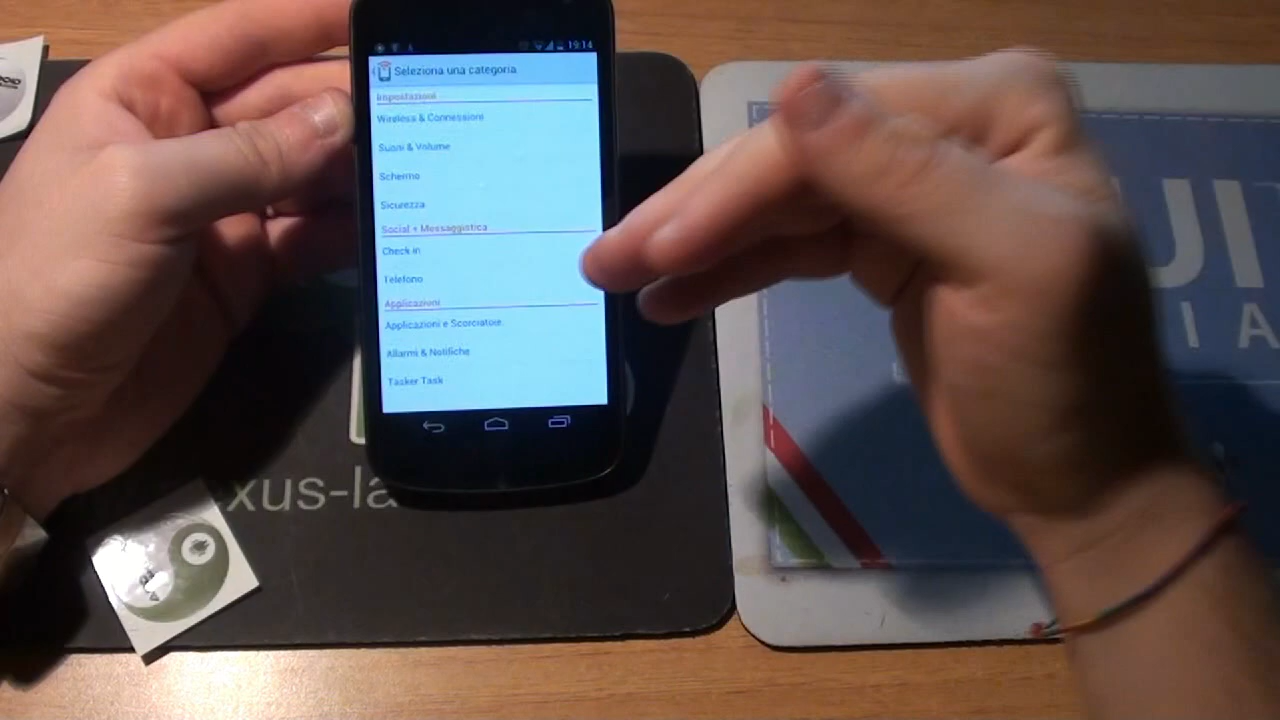 19:14
Seleziona una categoria
Impostazioni
Wireless & Connessioni
Suoni & Volume
Schermo
Sicurezza
Social + Messaggistica
Check in
Telefono
Applicazioni
Applicazioni e Scorciatoie
Allarmi & Notifiche
Tasker Task
xus-la
UI
I A